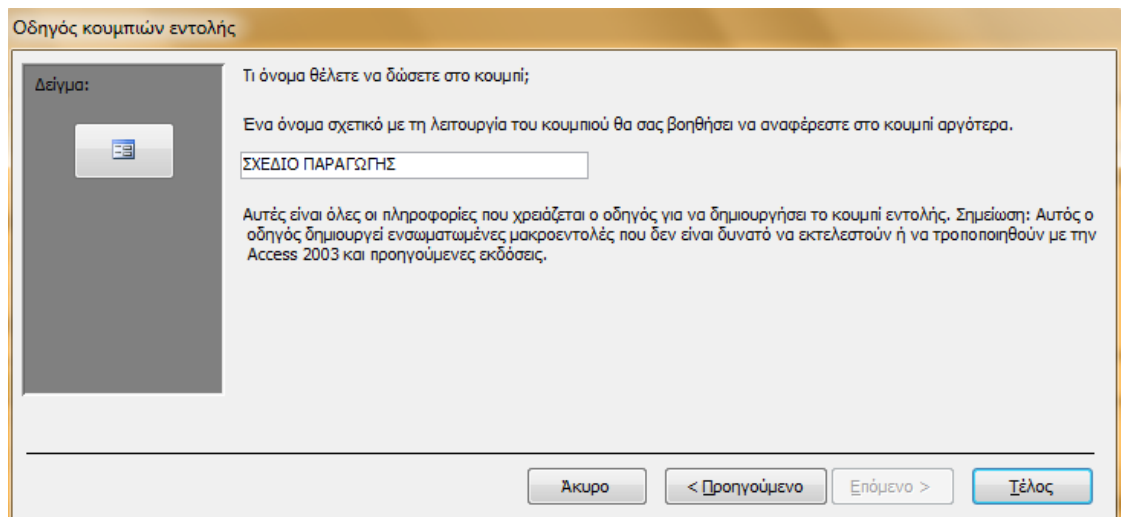 Οδηγός κουμπιών εντολής
Δείγμα:
Τι όνομα θέλετε να δώσετε στο κουμπί;
Ένα όνομα σχετικό με τη λειτουργία του κουμπιού θα σας βοηθήσει να αναφέρεστε στο κουμπί αργότερα.
ΣΧΕΔΙΟ ΠΑΡΑΓΩΓΗΣ
Αυτές είναι όλες οι πληροφορίες που χρειάζεται ο οδηγός για να δημιουργήσει το κουμπί εντολής. Σημείωση: Αυτός ο
οδηγός δημιουργεί ενσωματωμένες μακροεντολές που δεν είναι δυνατό να εκτελεστούν ή να τροποποιηθούν με την
Access 2003 και προηγούμενες εκδόσεις.
Άκυρο
< Προηγούμενο
Επόμενο >
Τέλος